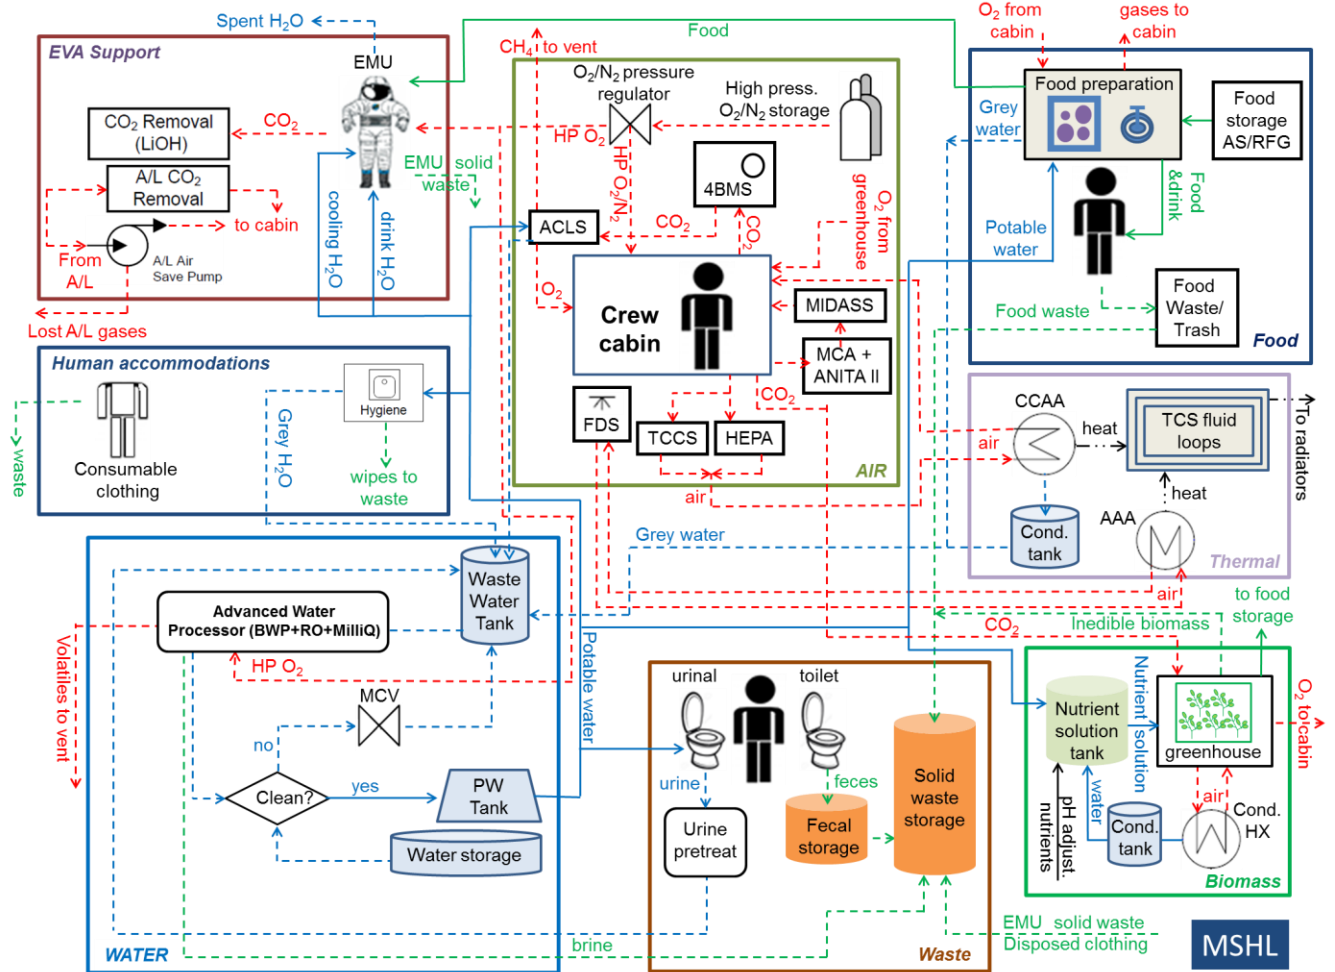 Spent H2O
EVA Support
EMU
CO2 Removal
(LiOH)
CO2
A/L CO2
Removal
to cabin
From
A/L
A/L Air
Save Pump
Lost A/L gases
cooling H2O
drink H2O
EMU solid
waste
Food
CH4 to vent
O2/N2 pressure
regulator
High press.
O2/N2 storage
HP O2
HP O2/N2
4BMS
ACLS
CO2
CO2
O2 from
greenhouse
O2
Crew
cabin
MIDASS
MCA +
ANITA II
CO2
FDS
TCCS
HEPA
air
AIR
O2 from
cabin
gases to
cabin
Food preparation
Grey
water
Food
storage
AS/RFG
Food
&drink
Potable
water
Food waste
Food
Waste/
Trash
Food
Human accommodations
waste
Consumable
clothing
Hygiene
Grey H2O
wipes to
waste
CCAA
air
heat
TCS fluid
loops
To radiators
heat
AAA
Cond.
tank
Thermal
air
Grey water
Waste
Water
Tank
Advanced Water
Processor (BWP+RO+MilliQ)
Volatiles to vent
HP O2
MCV
no
Clean?
yes
PW
Tank
Water storage
Potable water
WATER
brine
urinal
toilet
urine
feces
Urine
pretreat
Fecal
storage
Solid
waste
storage
Waste
EMU solid waste
Disposed clothing
to food
storage
Inedible biomass
CO2
Nutrient
solution
tank
Nutrient solution
greenhouse
O2 to cabin
water
air
pH adjust.
nutrients
Cond.
tank
Cond.
HX
Biomass
MSHL